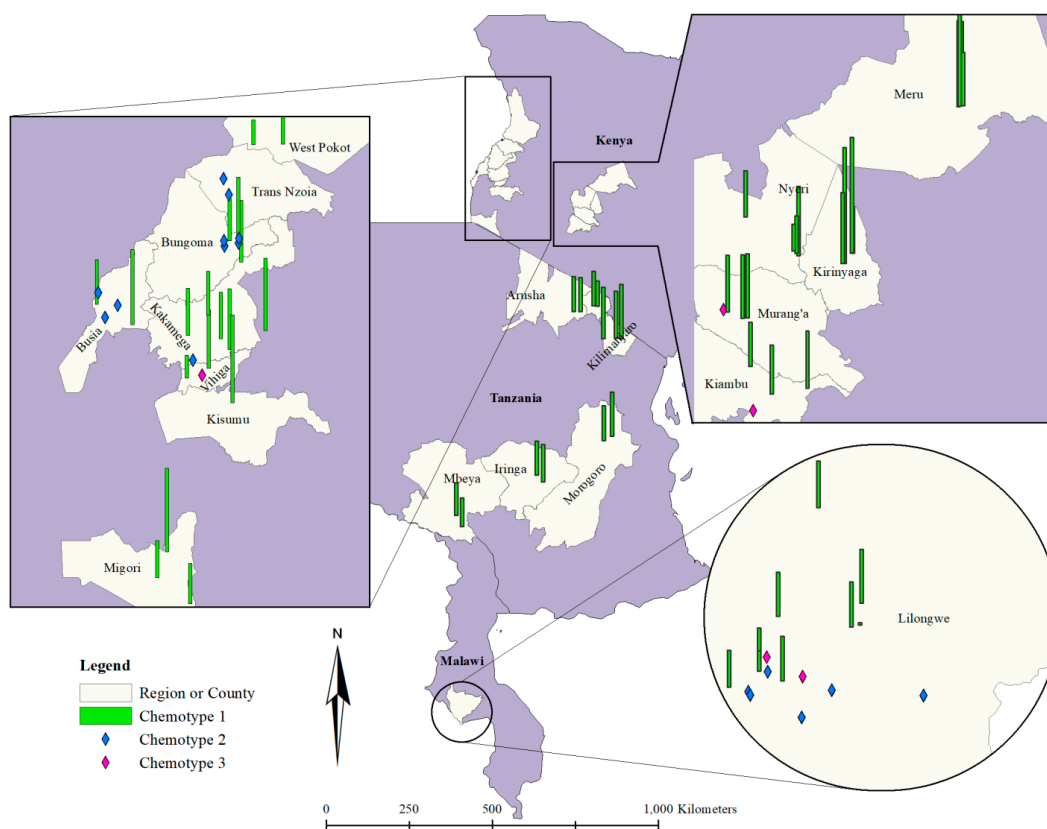 Kenya
Meru
West Pokot
Trans Nzoia
Nyeri
Bungoma
Kirinyaga
Arusha
Murang'a
Kakamega
Busia
Kilimanjaro
Vihiga
Kiambu
Tanzania
Kisumu
Iringa
Mbeya
Morogoro
Migori
Lilongwe
N
Malawi
Legend
Region or County
Chemotype 1
Chemotype 2
Chemotype 3
0 250 500 1,000 Kilometers